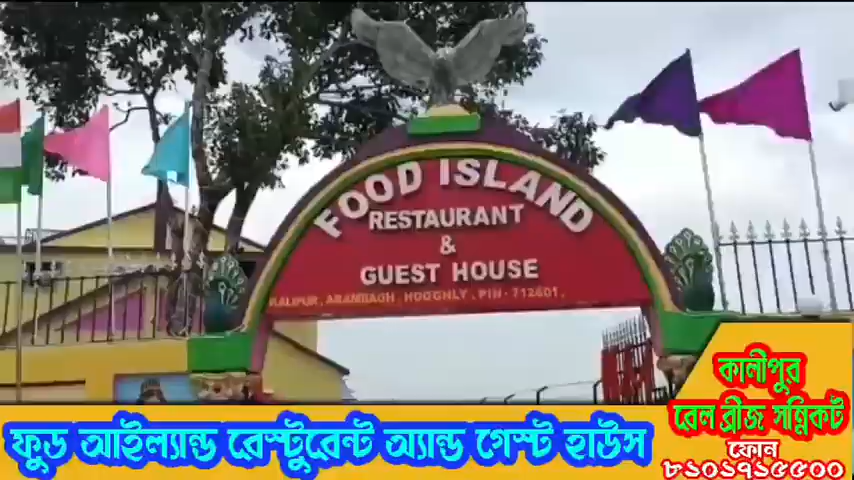 FOOD ISLAND
RESTAURANT
&
GUEST HOUSE
KALIPUR, ARAMBAGH, HOOGHLY, PIN - 712601
ফুড আইল্যান্ড রেস্টুরেন্ট অ্যান্ড গেস্ট হাউস
কালীপুর
রেল ব্রীজ সন্নিকট
ফোন
৮১০১৭১৫৫০০